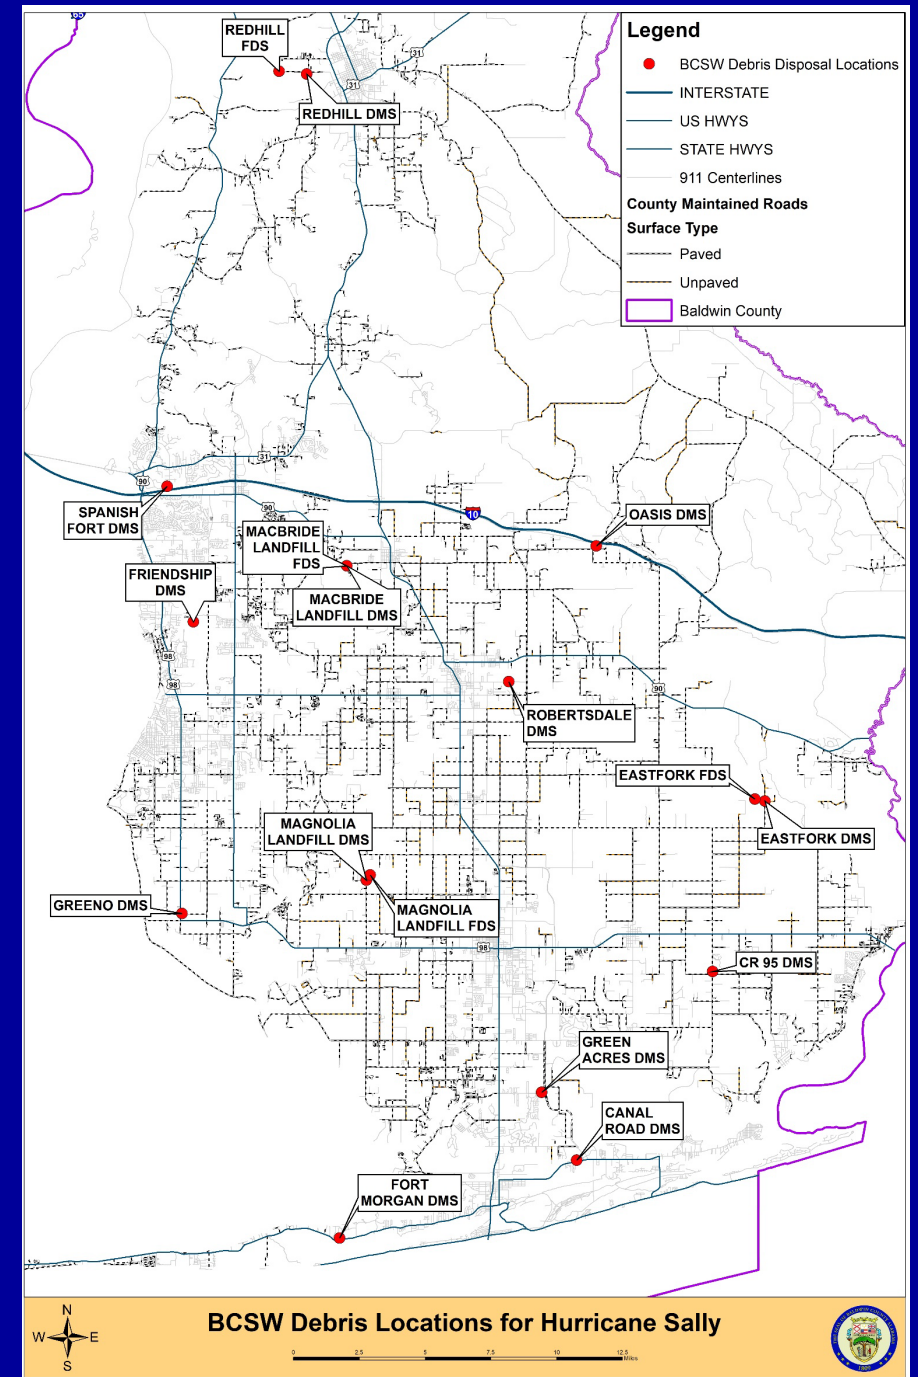 65
REDHILL
FDS
31
31
REDHILL DMS
Legend
BCSW Debris Disposal Locations
INTERSTATE
US HWYS
STATE HWYS
911 Centerlines
County Maintained Roads
Surface Type
Paved
Unpaved
Baldwin County
31
90
SPANISH
FORT DMS
90
10
OASIS DMS
MACBRIDE
LANDFILL
FDS
FRIENDSHIP
DMS
MACBRIDE
LANDFILL DMS
98
98
90
ROBERTSDALE
DMS
EASTFORK FDS
EASTFORK DMS
MAGNOLIA
LANDFILL DMS
GREENO DMS
MAGNOLIA
LANDFILL FDS
98
CR 95 DMS
GREEN
ACRES DMS
CANAL
ROAD DMS
FORT
MORGAN DMS
N
W E
S
BCSW Debris Locations for Hurricane Sally
0 2.5 5 7.5 10 12.5
Miles